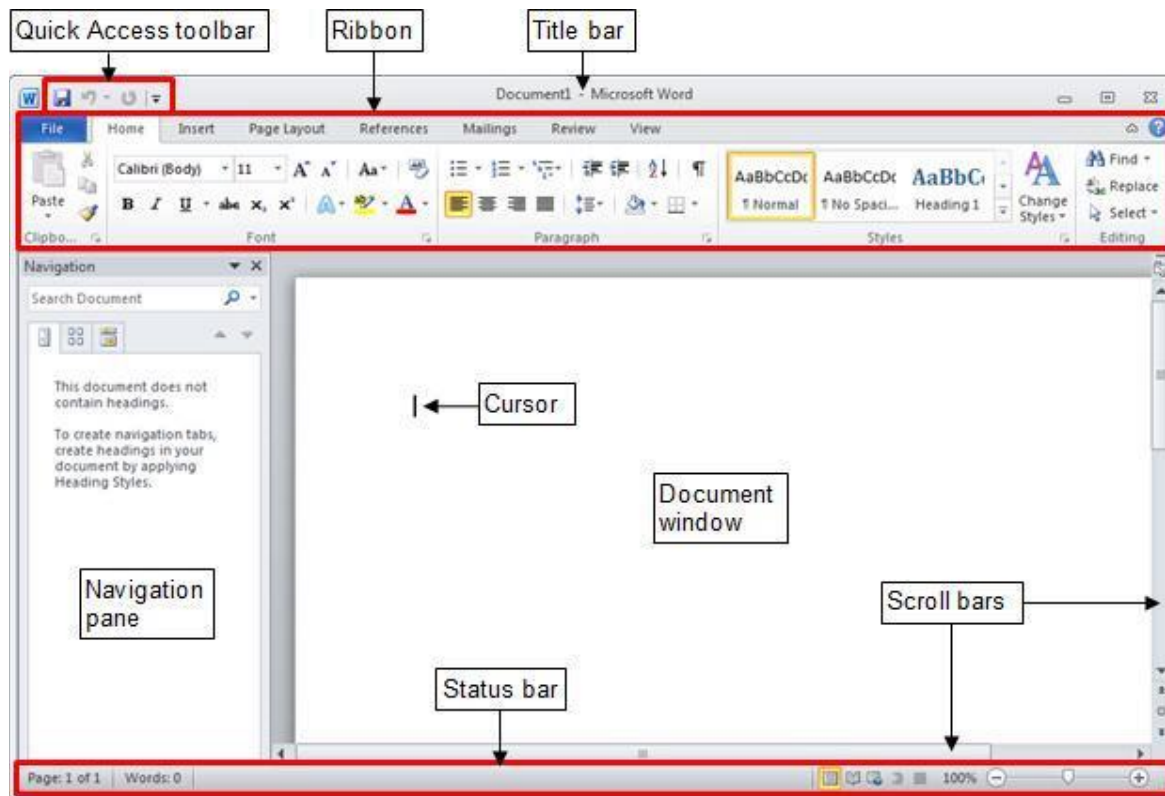 Quick Access toolbar
Ribbon
Title bar
W
Document1 - Microsoft Word
File Home Insert Page Layout References Mailings Review View
Calibri (Body) 11 A A Aa
Find
Replace
Select
Paste
B I U abc x, x² A A
AaBbCcDc AaBbCcDc AaBbC
¶ Normal ¶ No Spaci... Heading 1
Change
Styles
Clipbo... Font Paragraph Styles Editing
Navigation
Search Document
This document does not
contain headings.
To create navigation tabs,
create headings in your
document by applying
Heading Styles.
Cursor
Document
window
Navigation
pane
Scroll bars
Status bar
Page: 1 of 1 Words: 0 100%